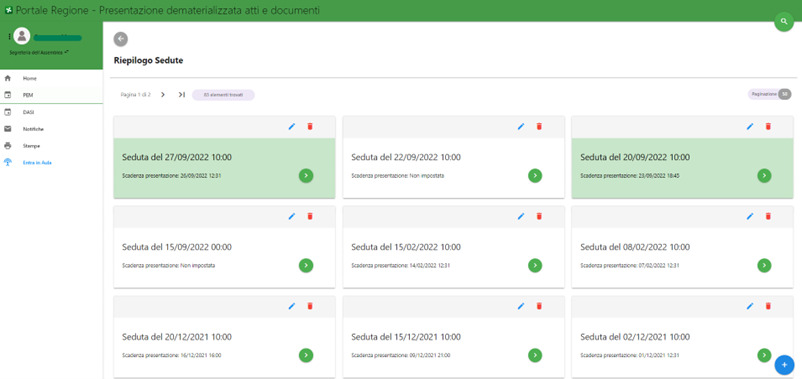 Portale Regione - Presentazione dematerializzata atti e documenti
Segreteria dell'Assemblea
Home
PEM
DASI
Notifiche
Stampe
Entra in Aula
Riepilogo Sedute
Pagina 1 di 2
elementi trovati
Paginazione 50
Seduta del 27/09/2022 10:00
Scadenza presentazione: 26/09/2022 12:31
Seduta del 22/09/2022 10:00
Scadenza presentazione: Non impostata
Seduta del 20/09/2022 10:00
Scadenza presentazione: 23/09/2022 18:45
Seduta del 15/09/2022 00:00
Scadenza presentazione: Non impostata
Seduta del 15/02/2022 10:00
Scadenza presentazione: 14/02/2022 12:31
Seduta del 08/02/2022 10:00
Scadenza presentazione: 07/02/2022 12:31
Seduta del 20/12/2021 10:00
Scadenza presentazione: 16/12/2021 16:00
Seduta del 15/12/2021 10:00
Scadenza presentazione: 09/12/2021 21:00
Seduta del 02/12/2021 10:00
Scadenza presentazione: 01/12/2021 12:31